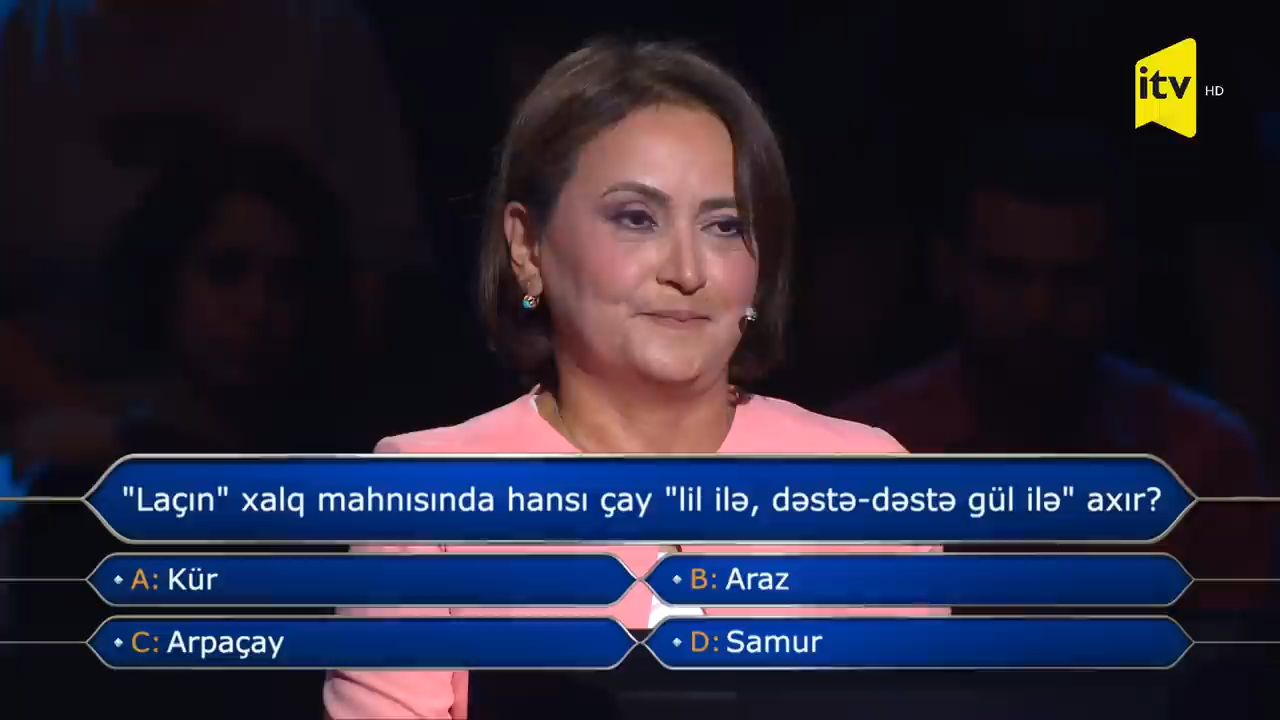 itv HD
"Laçın" xalq mahnısında hansı çay "lil ilə, dəstə-dəstə gül ilə" axır?
A: Kür
B: Araz
C: Arpaçay
D: Samur